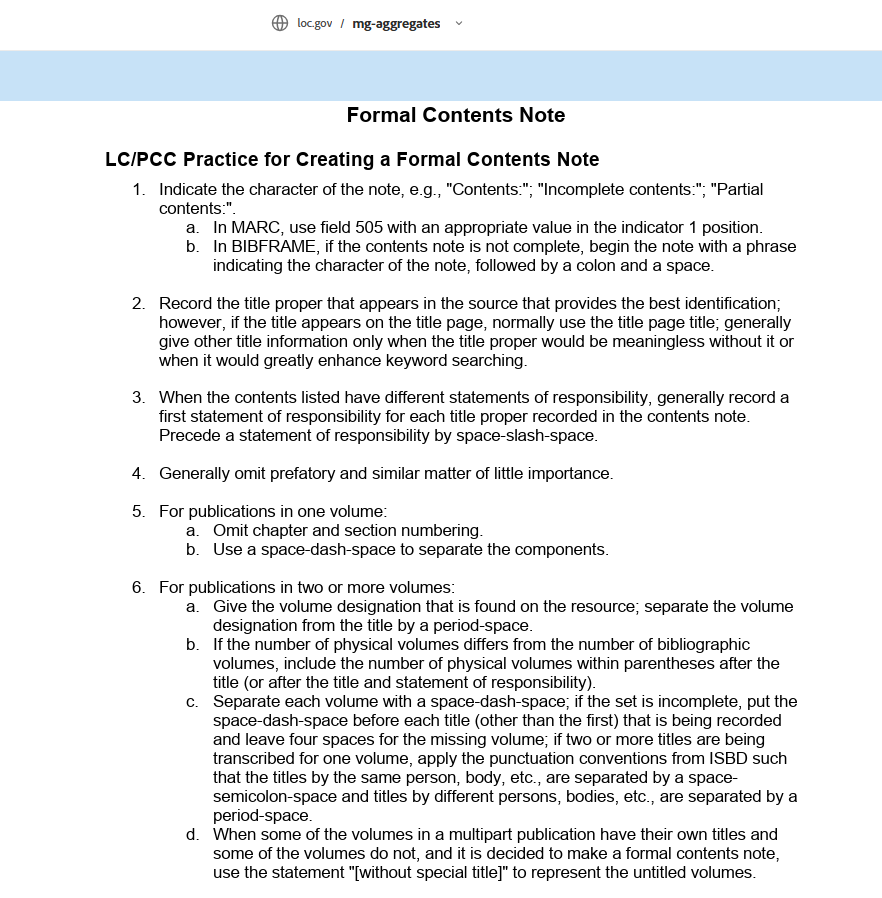 loc.gov / mg-aggregates
Formal Contents Note
LC/PCC Practice for Creating a Formal Contents Note
1. Indicate the character of the note, e.g., "Contents:"; "Incomplete contents:"; "Partial
contents:".
a. In MARC, use field 505 with an appropriate value in the indicator 1 position.
b. In BIBFRAME, if the contents note is not complete, begin the note with a phrase
indicating the character of the note, followed by a colon and a space.
2. Record the title proper that appears in the source that provides the best identification;
however, if the title appears on the title page, normally use the title page title; generally
give other title information only when the title proper would be meaningless without it or
when it would greatly enhance keyword searching.
3. When the contents listed have different statements of responsibility, generally record a
first statement of responsibility for each title proper recorded in the contents note.
Precede a statement of responsibility by space-slash-space.
4. Generally omit prefatory and similar matter of little importance.
5. For publications in one volume:
a. Omit chapter and section numbering.
b. Use a space-dash-space to separate the components.
6. For publications in two or more volumes:
a. Give the volume designation that is found on the resource; separate the volume
designation from the title by a period-space.
b. If the number of physical volumes differs from the number of bibliographic
volumes, include the number of physical volumes within parentheses after the
title (or after the title and statement of responsibility).
c. Separate each volume with a space-dash-space; if the set is incomplete, put the
space-dash-space before each title (other than the first) that is being recorded
and leave four spaces for the missing volume; if two or more titles are being
transcribed for one volume, apply the punctuation conventions from ISBD such
that the titles by the same person, body, etc., are separated by a space-
semicolon-space and titles by different persons, bodies, etc., are separated by a
period-space.
d. When some of the volumes in a multipart publication have their own titles and
some of the volumes do not, and it is decided to make a formal contents note,
use the statement "[without special title]" to represent the untitled volumes.